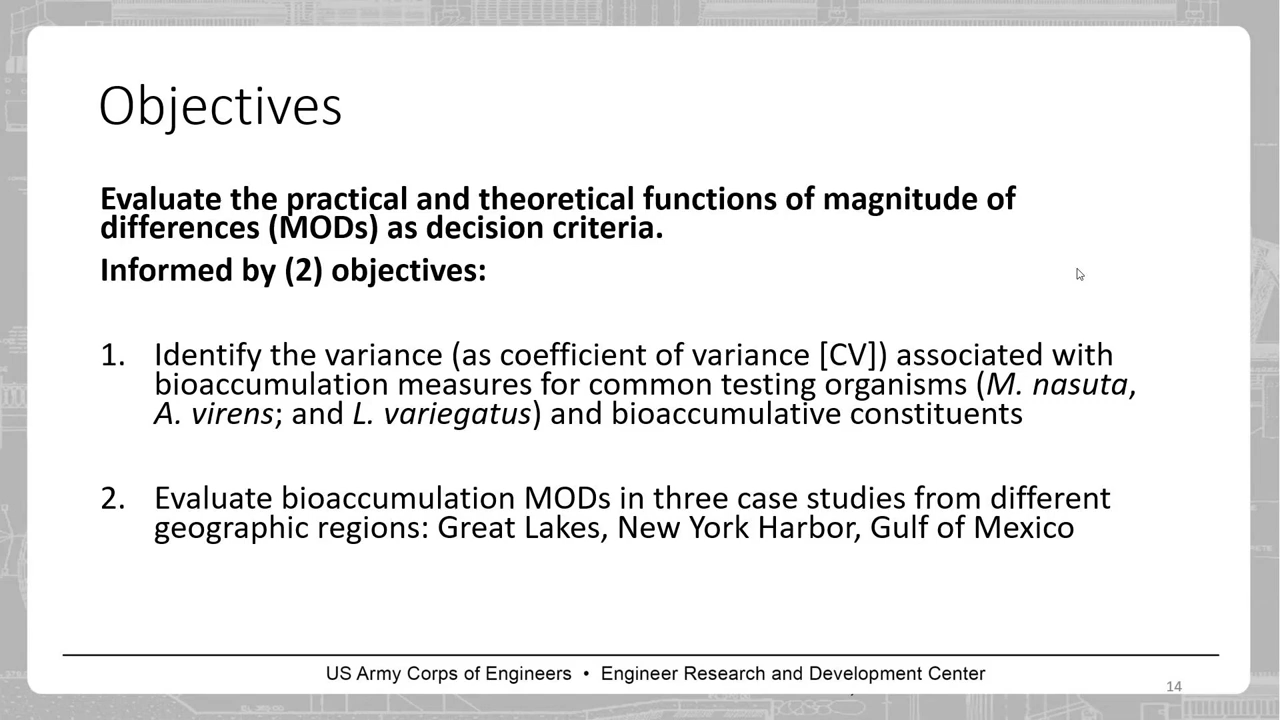 Objectives
Evaluate the practical and theoretical functions of magnitude of
differences (MODs) as decision criteria.
Informed by (2) objectives:
1. Identify the variance (as coefficient of variance [CV]) associated with
bioaccumulation measures for common testing organisms (M. nasuta,
A. virens; and L. variegatus) and bioaccumulative constituents
2. Evaluate bioaccumulation MODs in three case studies from different
geographic regions: Great Lakes, New York Harbor, Gulf of Mexico
US Army Corps of Engineers • Engineer Research and Development Center
14